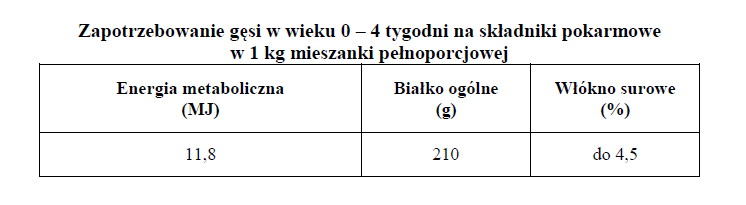 Zapotrzebowanie gęsi w wieku 0 – 4 tygodni na składniki pokarmowe
w 1 kg mieszanki pełnoporcjowej
Energia metaboliczna
(MJ)
Białko ogólne
(g)
Włókno surowe
(%)
11,8
210
do 4,5